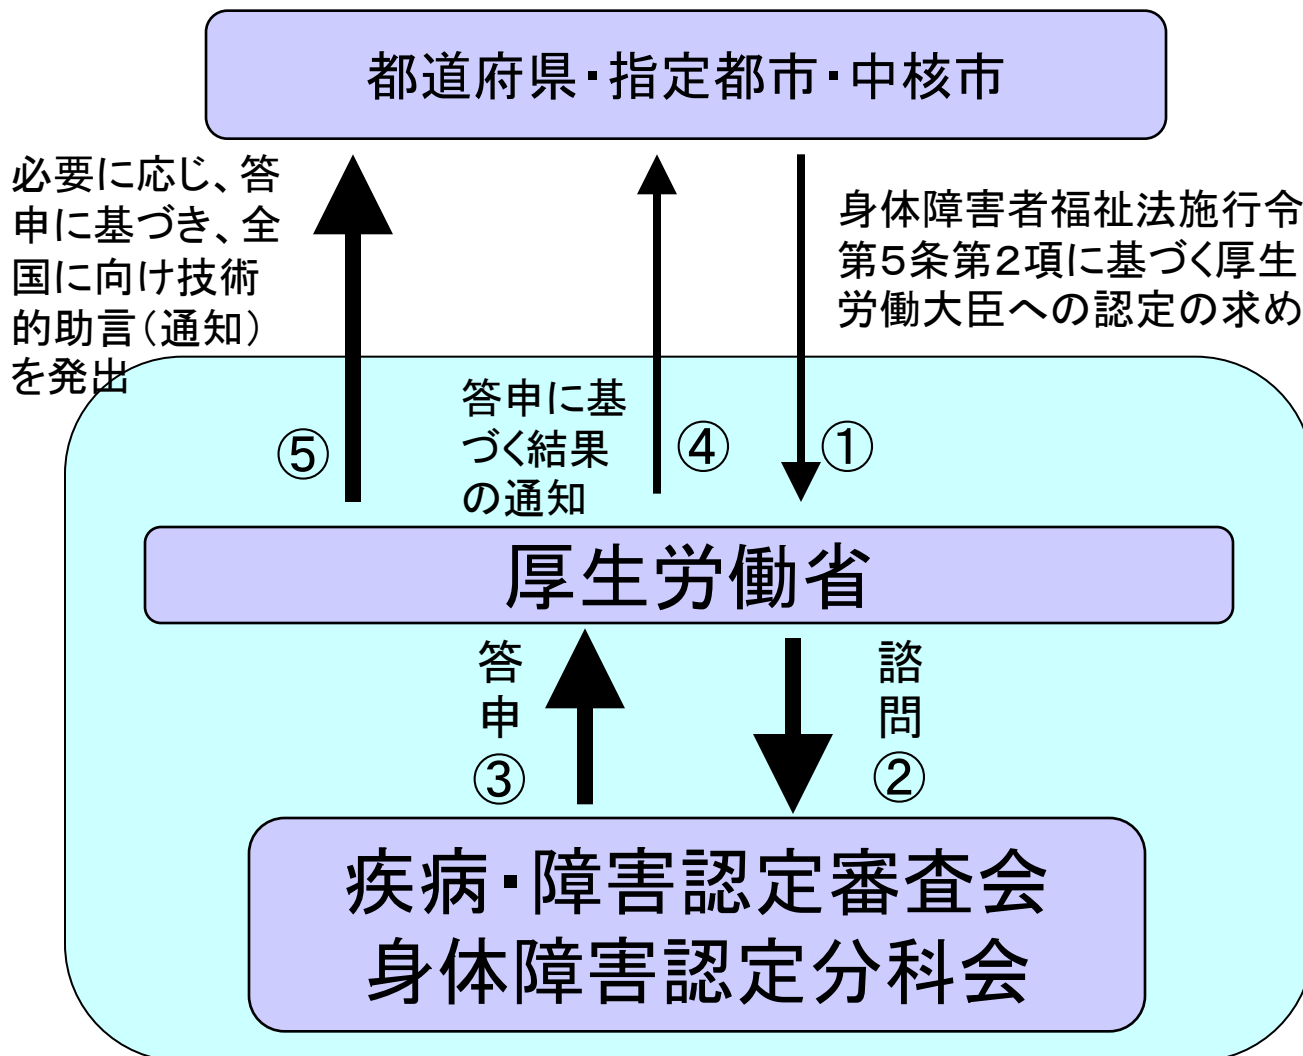 都道府県・指定都市・中核市
必要に応じ、答
申に基づき、全
国に向け技術
的助言（通知）
を発出
身体障害者福祉法施行令
第５条第２項に基づく厚生
労働大臣への認定の求め
答申に基
づく結果
の通知
⑤
④
①
厚生労働省
答
申
③
諮
問
②
疾病・障害認定審査会
身体障害認定分科会